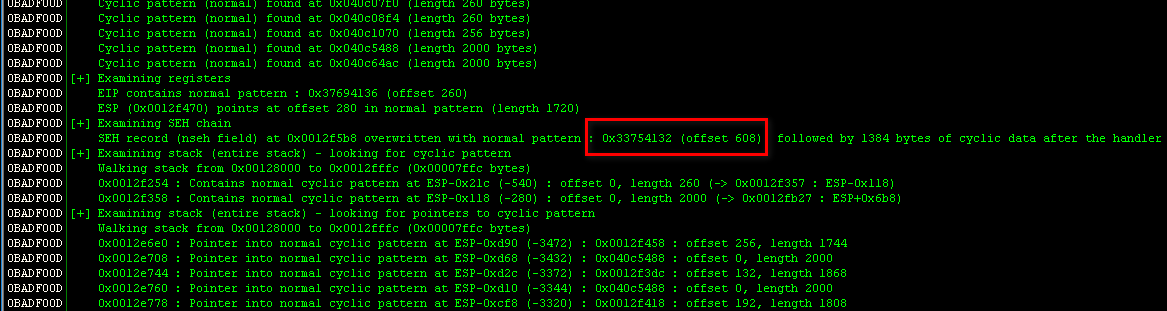 0BADF00D Cyclic pattern (normal) found at 0x040c07f0 (length 260 bytes)
0BADF00D Cyclic pattern (normal) found at 0x040c08f4 (length 260 bytes)
0BADF00D Cyclic pattern (normal) found at 0x040c1070 (length 256 bytes)
0BADF00D Cyclic pattern (normal) found at 0x040c5488 (length 2000 bytes)
0BADF00D Cyclic pattern (normal) found at 0x040c64ac (length 2000 bytes)
0BADF00D [+] Examining registers
0BADF00D EIP contains normal pattern : 0x37694136 (offset 260)
0BADF00D ESP (0x0012f470) points at offset 280 in normal pattern (length 1720)
0BADF00D [+] Examining SEH chain
0BADF00D SEH record (nseh field) at 0x0012f5b8 overwritten with normal pattern : 0x33754132 (offset 608) followed by 1384 bytes of cyclic data after the handler
0BADF00D [+] Examining stack (entire stack) - looking for cyclic pattern
0BADF00D Walking stack from 0x00128000 to 0x0012fffc (0x00007ffc bytes)
0BADF00D 0x0012f254 : Contains normal cyclic pattern at ESP-0x21c (-540) : offset 0, length 260 (-> 0x0012f357 : ESP-0x118)
0BADF00D 0x0012f358 : Contains normal cyclic pattern at ESP-0x118 (-280) : offset 0, length 2000 (-> 0x0012fb27 : ESP+0x6b8)
0BADF00D [+] Examining stack (entire stack) - looking for pointers to cyclic pattern
0BADF00D Walking stack from 0x00128000 to 0x0012fffc (0x00007ffc bytes)
0BADF00D 0x0012e6e0 : Pointer into normal cyclic pattern at ESP-0xd90 (-3472) : 0x0012f458 : offset 256, length 1744
0BADF00D 0x0012e708 : Pointer into normal cyclic pattern at ESP-0xd68 (-3432) : 0x040c5488 : offset 0, length 2000
0BADF00D 0x0012e744 : Pointer into normal cyclic pattern at ESP-0xd2c (-3372) : 0x0012f3dc : offset 132, length 1868
0BADF00D 0x0012e760 : Pointer into normal cyclic pattern at ESP-0xd10 (-3344) : 0x040c5488 : offset 0, length 2000
0BADF00D 0x0012e778 : Pointer into normal cyclic pattern at ESP-0xcf8 (-3320) : 0x0012f418 : offset 192, length 1808